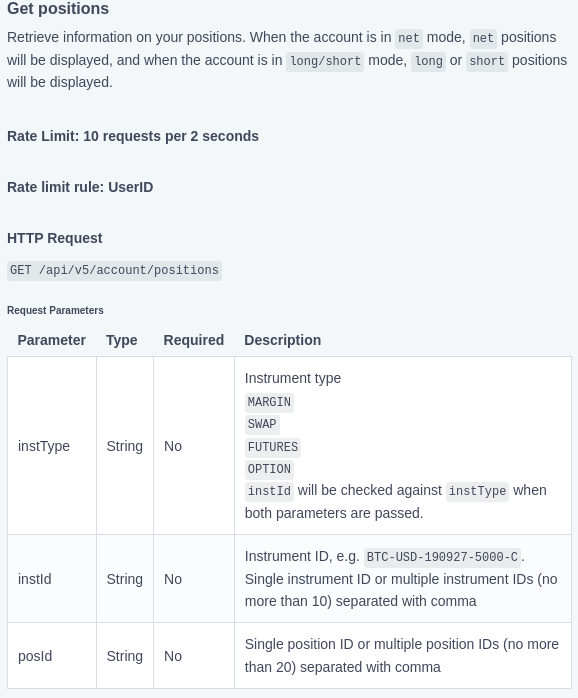 Get positions
Retrieve information on your positions. When the account is in net mode, net positions
will be displayed, and when the account is in long/short mode, long or short positions
will be displayed.
Rate Limit: 10 requests per 2 seconds
Rate limit rule: UserID
HTTP Request
GET /api/v5/account/positions
Request Parameters
Parameter Type Required Description
instType String No Instrument type
MARGIN
SWAP
FUTURES
OPTION
instId will be checked against instType when
both parameters are passed.
instId String No Instrument ID, e.g. BTC-USD-190927-5000-C.
Single instrument ID or multiple instrument IDs (no
more than 10) separated with comma
posId String No Single position ID or multiple position IDs (no more
than 20) separated with comma